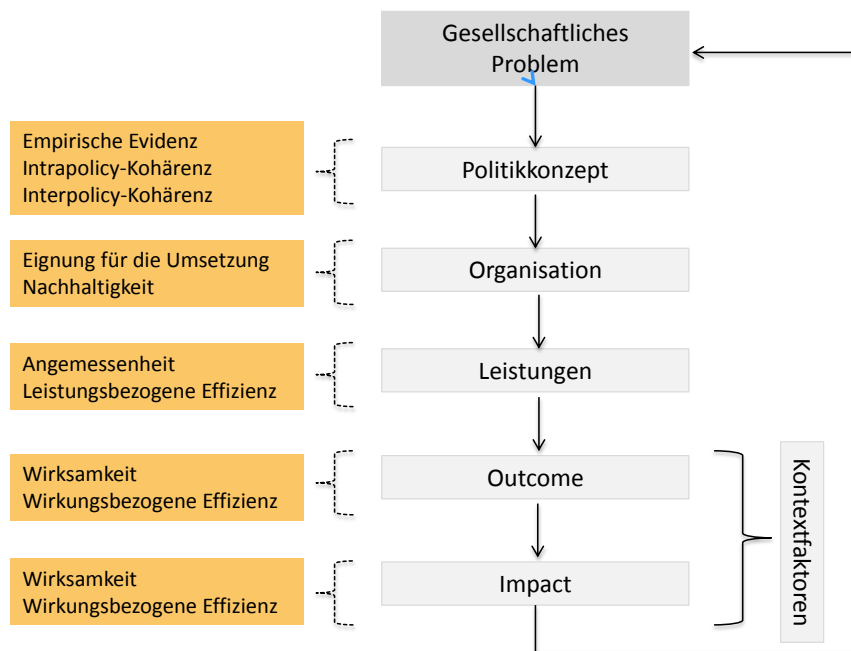 Gesellschaftliches
Problem
Empirische Evidenz
Intrapolicy-Kohärenz
Interpolicy-Kohärenz
Politikkonzept
Eignung für die Umsetzung
Nachhaltigkeit
Organisation
Angemessenheit
Leistungsbezogene Effizienz
Leistungen
Wirksamkeit
Wirkungsbezogene Effizienz
Outcome
Kontextfaktoren
Wirksamkeit
Wirkungsbezogene Effizienz
Impact